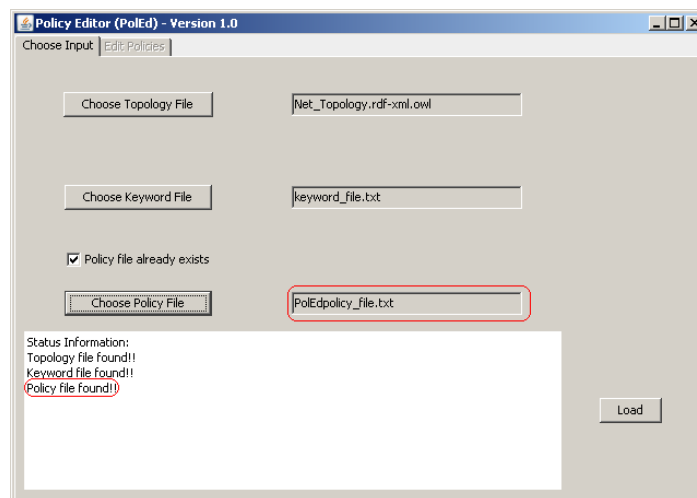 Policy Editor (PolEd) - Version 1.0
Choose Input Edit Policies
Choose Topology File Net_Topology.rdf-xml.owl
Choose Keyword File keyword_file.txt
Policy file already exists
Choose Policy File PolEdpolicy_file.txt
Status Information:
Topology file found!!
Keyword file found!!
Policy file found!!
Load